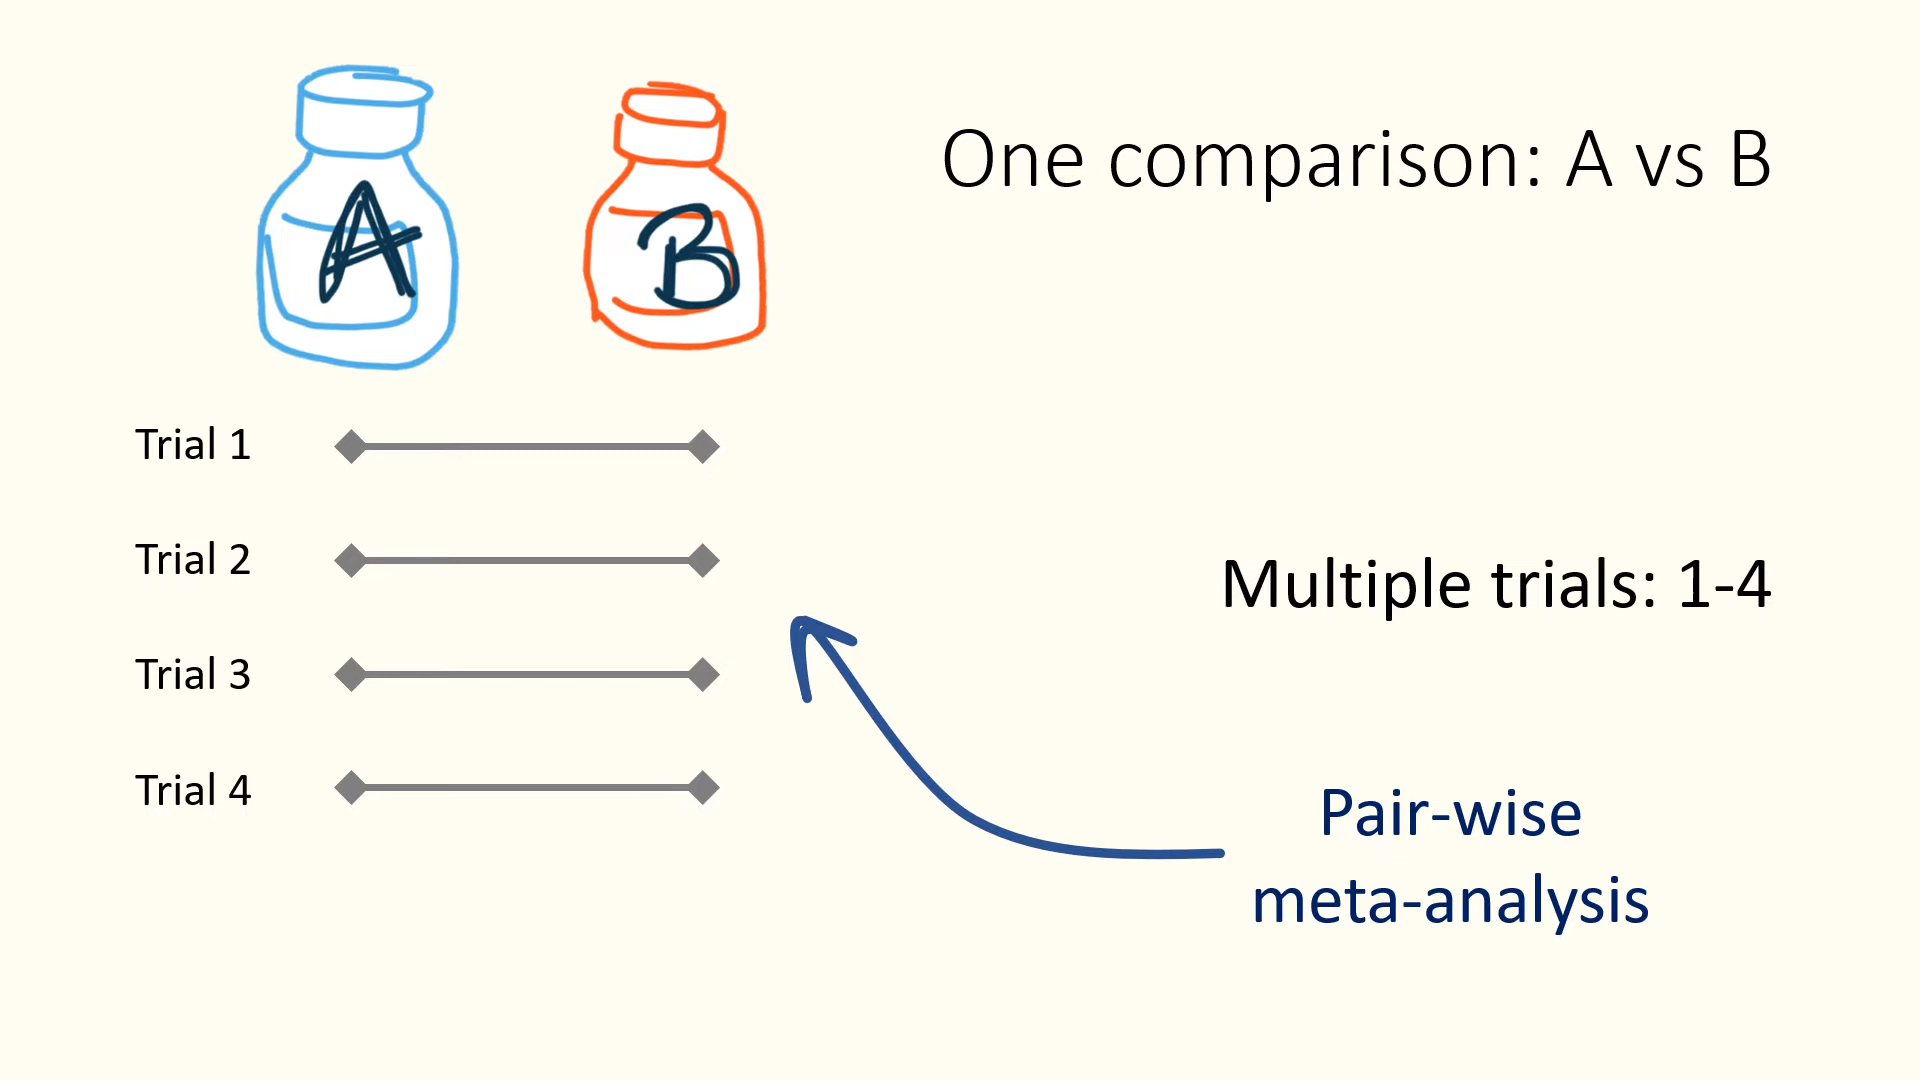 A
B
One comparison: A vs B
Trial 1
Trial 2
Trial 3
Trial 4
Multiple trials: 1-4
Pair-wise
meta-analysis